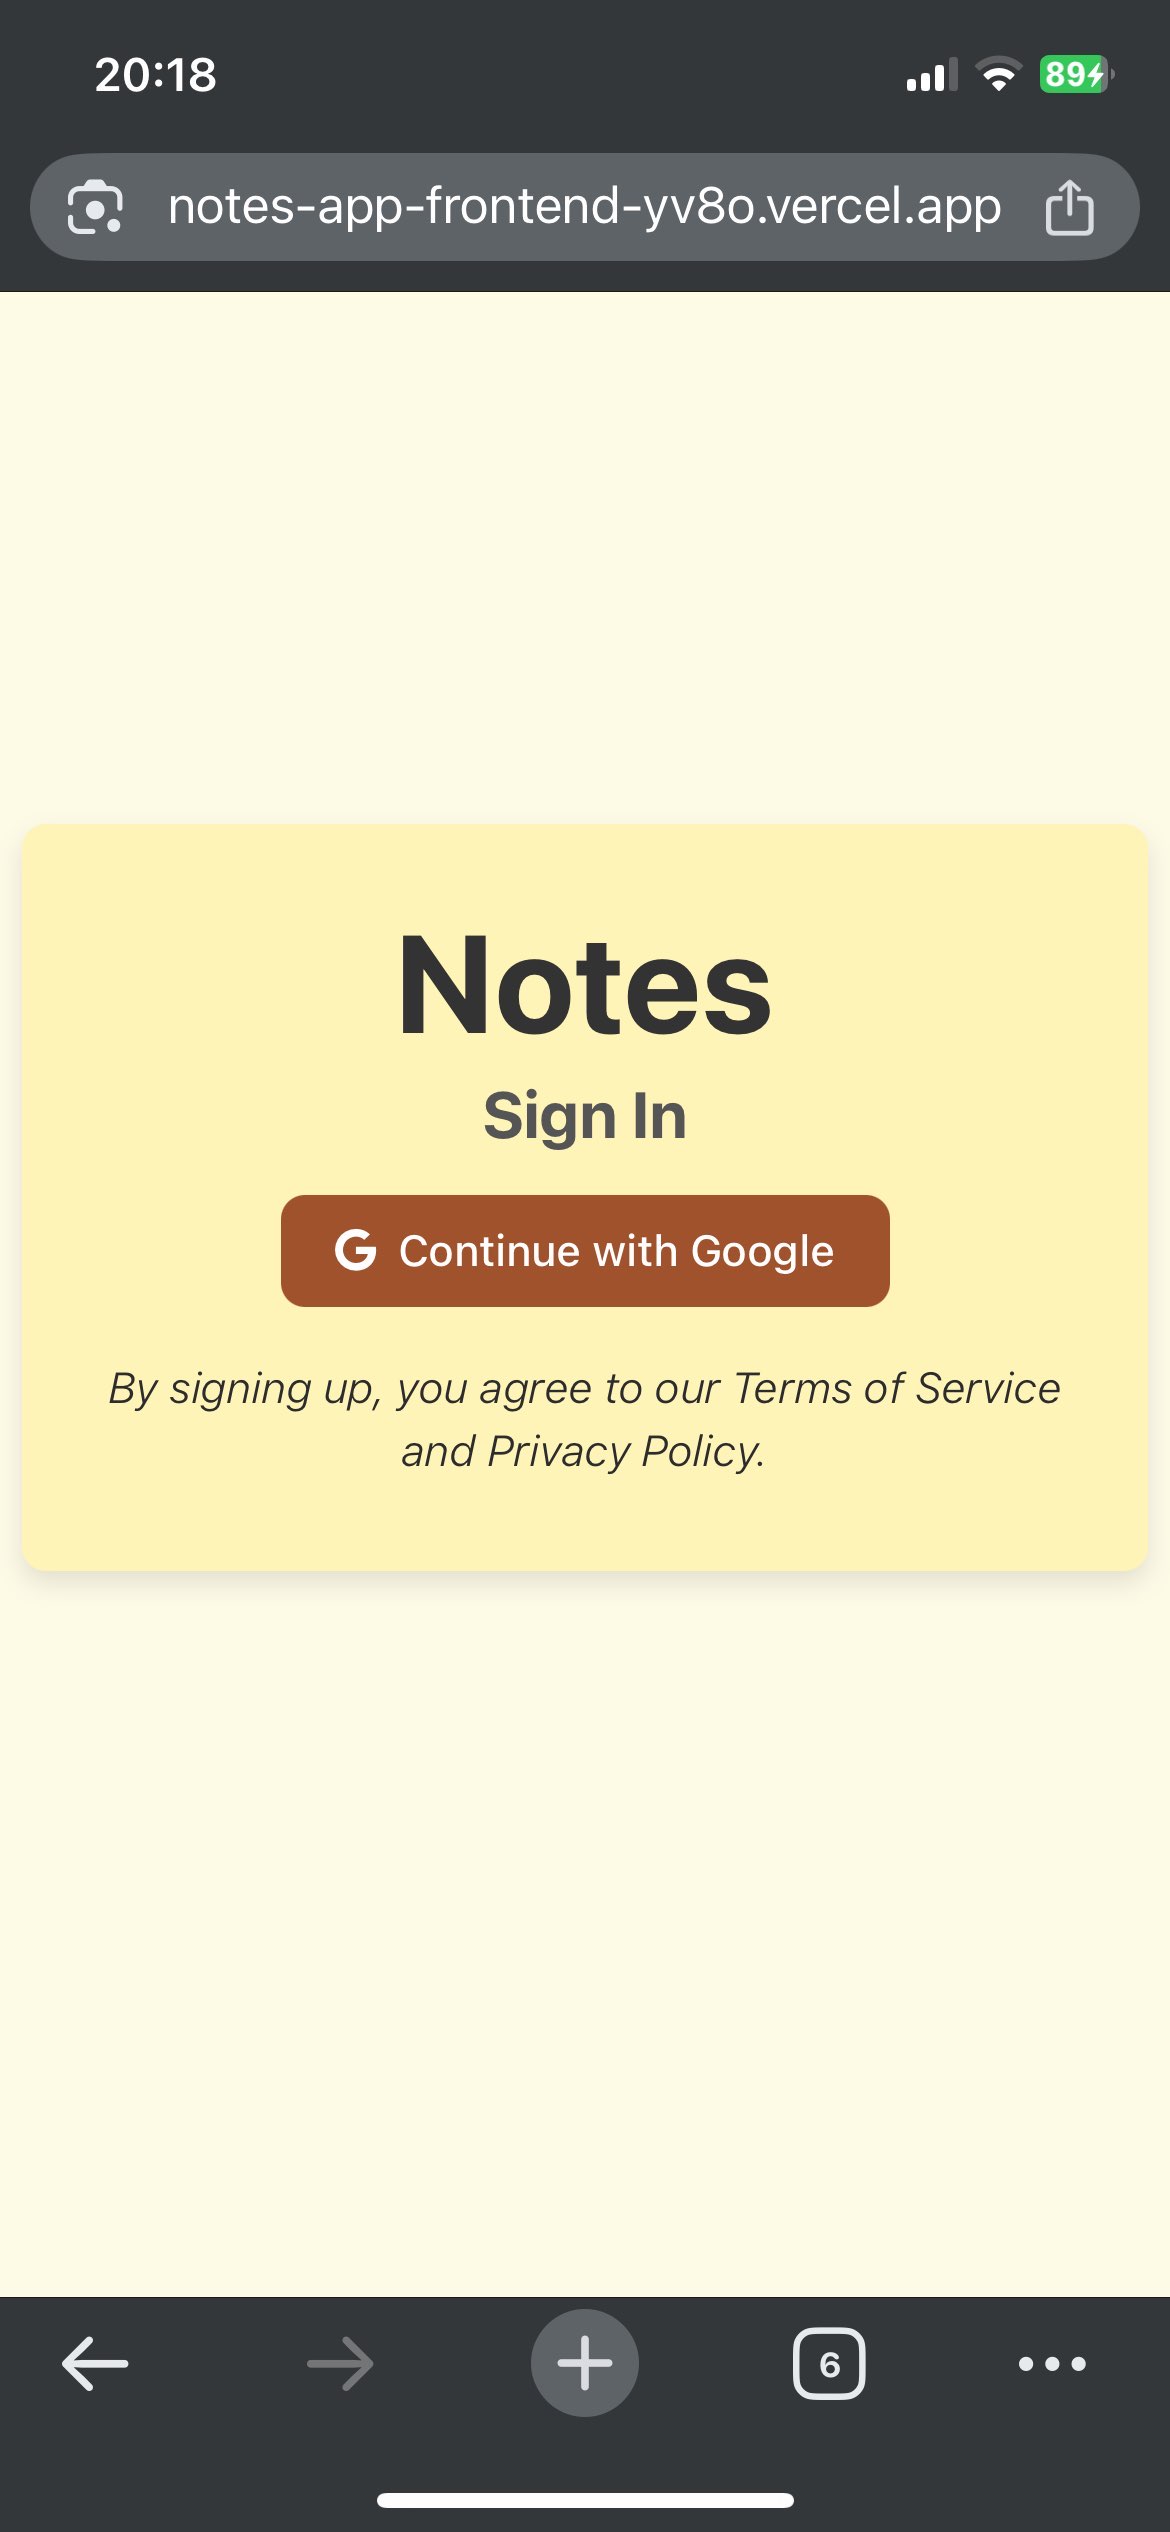 20:18
89
notes-app-frontend-yv8o.vercel.app
Notes
Sign In
G Continue with Google
By signing up, you agree to our Terms of Service
and Privacy Policy.
6